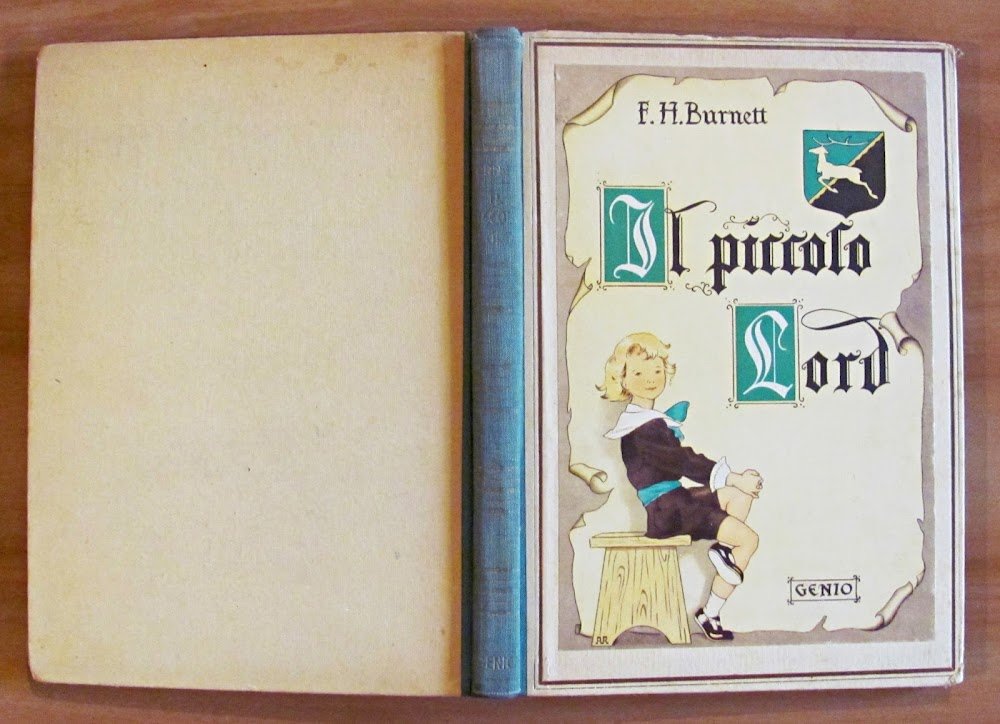 F. H. Burnett
Il piccolo
Lord
GENIO